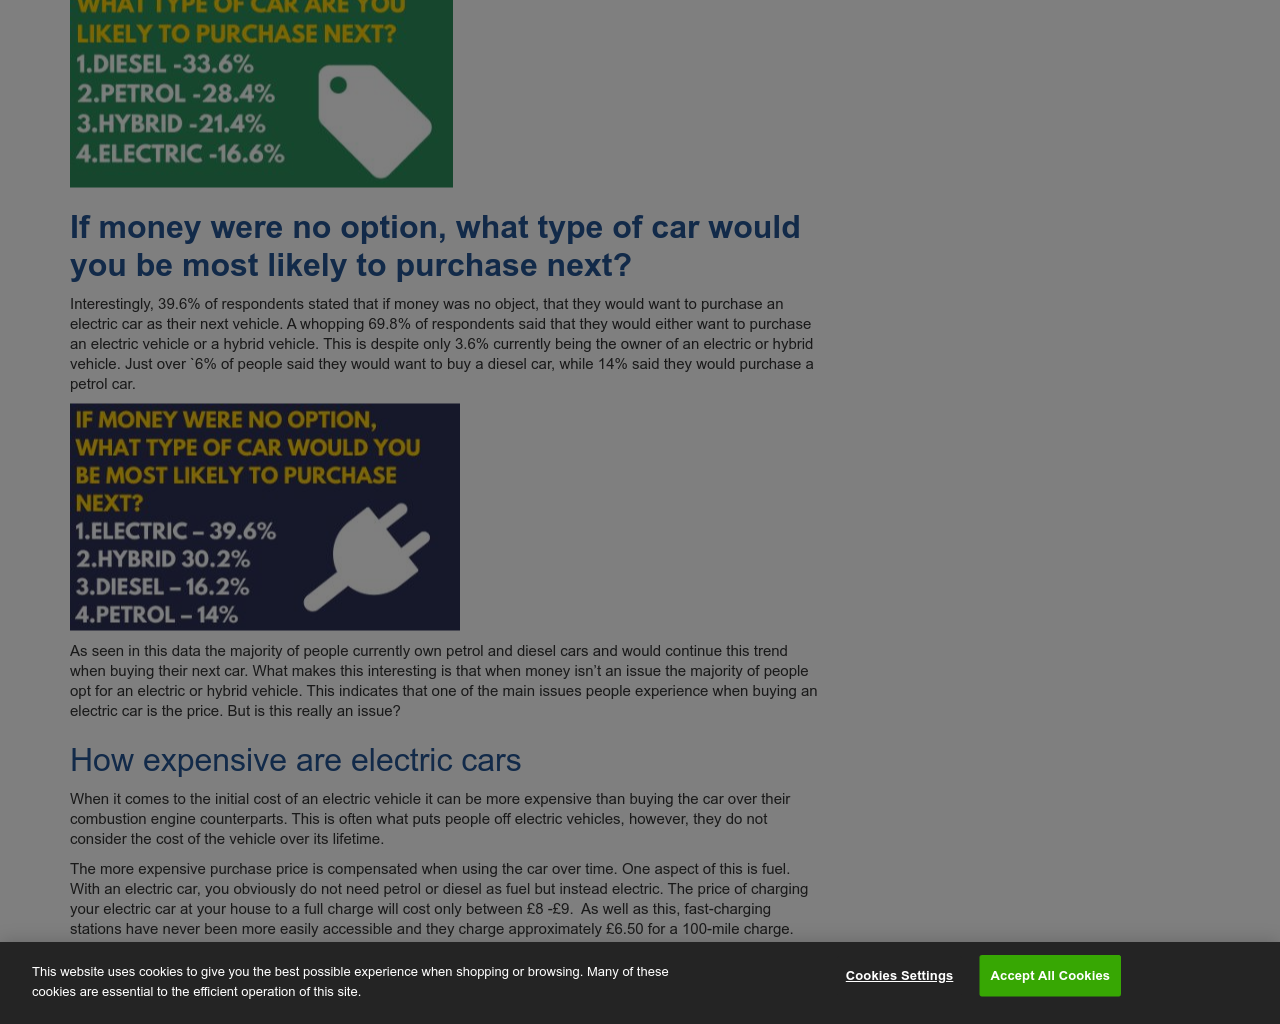 WHAT TYPE OF CAR ARE YOU
LIKELY TO PURCHASE NEXT?
1.DIESEL -33.6%
2.PETROL -28.4%
3.HYBRID -21.4%
4.ELECTRIC -16.6%
If money were no option, what type of car would
you be most likely to purchase next?
Interestingly, 39.6% of respondents stated that if money was no object, that they would want to purchase an
electric car as their next vehicle. A whopping 69.8% of respondents said that they would either want to purchase
an electric vehicle or a hybrid vehicle. This is despite only 3.6% currently being the owner of an electric or hybrid
vehicle. Just over `6% of people said they would want to buy a diesel car, while 14% said they would purchase a
petrol car.
IF MONEY WERE NO OPTION,
WHAT TYPE OF CAR WOULD YOU
BE MOST LIKELY TO PURCHASE
NEXT?
1.ELECTRIC – 39.6%
2.HYBRID 30.2%
3.DIESEL – 16.2%
4.PETROL – 14%
As seen in this data the majority of people currently own petrol and diesel cars and would continue this trend
when buying their next car. What makes this interesting is that when money isn’t an issue the majority of people
opt for an electric or hybrid vehicle. This indicates that one of the main issues people experience when buying an
electric car is the price. But is this really an issue?
How expensive are electric cars
When it comes to the initial cost of an electric vehicle it can be more expensive than buying the car over their
combustion engine counterparts. This is often what puts people off electric vehicles, however, they do not
consider the cost of the vehicle over its lifetime.
The more expensive purchase price is compensated when using the car over time. One aspect of this is fuel.
With an electric car, you obviously do not need petrol or diesel as fuel but instead electric. The price of charging
your electric car at your house to a full charge will cost only between £8 -£9.  As well as this, fast-charging
stations have never been more easily accessible and they charge approximately £6.50 for a 100-mile charge.
This website uses cookies to give you the best possible experience when shopping or browsing. Many of these
cookies are essential to the efficient operation of this site.
Cookies Settings
Accept All Cookies